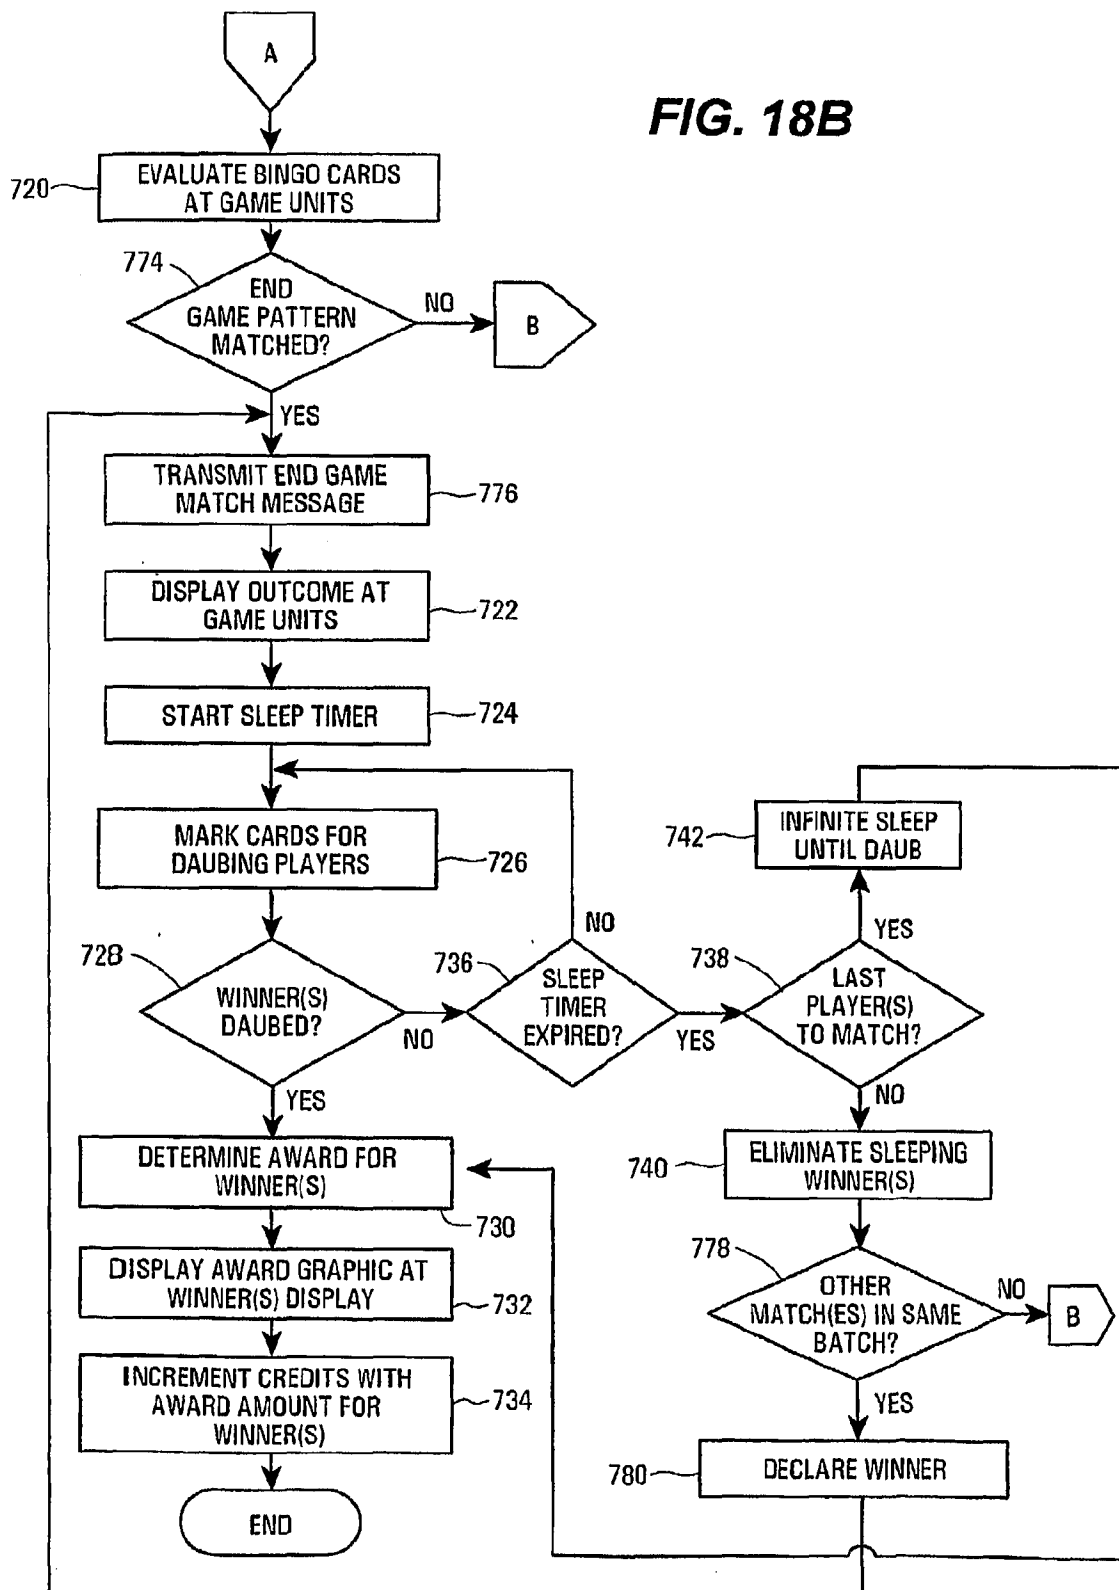 A
FIG. 18B
720
EVALUATE BINGO CARDS
AT GAME UNITS
774
END
GAME PATTERN
MATCHED?
NO
B
YES
TRANSMIT END GAME
MATCH MESSAGE
776
DISPLAY OUTCOME AT
GAME UNITS
722
START SLEEP TIMER
724
MARK CARDS FOR
DAUBING PLAYERS
726
742
INFINITE SLEEP
UNTIL DAUB
728
WINNER(S)
DAUBED?
NO
736
SLEEP
TIMER
EXPIRED?
NO
YES
738
LAST
PLAYER(S)
TO MATCH?
YES
NO
YES
DETERMINE AWARD FOR
WINNER(S)
730
740
ELIMINATE SLEEPING
WINNER(S)
DISPLAY AWARD GRAPHIC AT
WINNER(S) DISPLAY
732
778
OTHER
MATCH(ES) IN SAME
BATCH?
NO
B
YES
INCREMENT CREDITS WITH
AWARD AMOUNT FOR
WINNER(S)
734
780
DECLARE WINNER
END